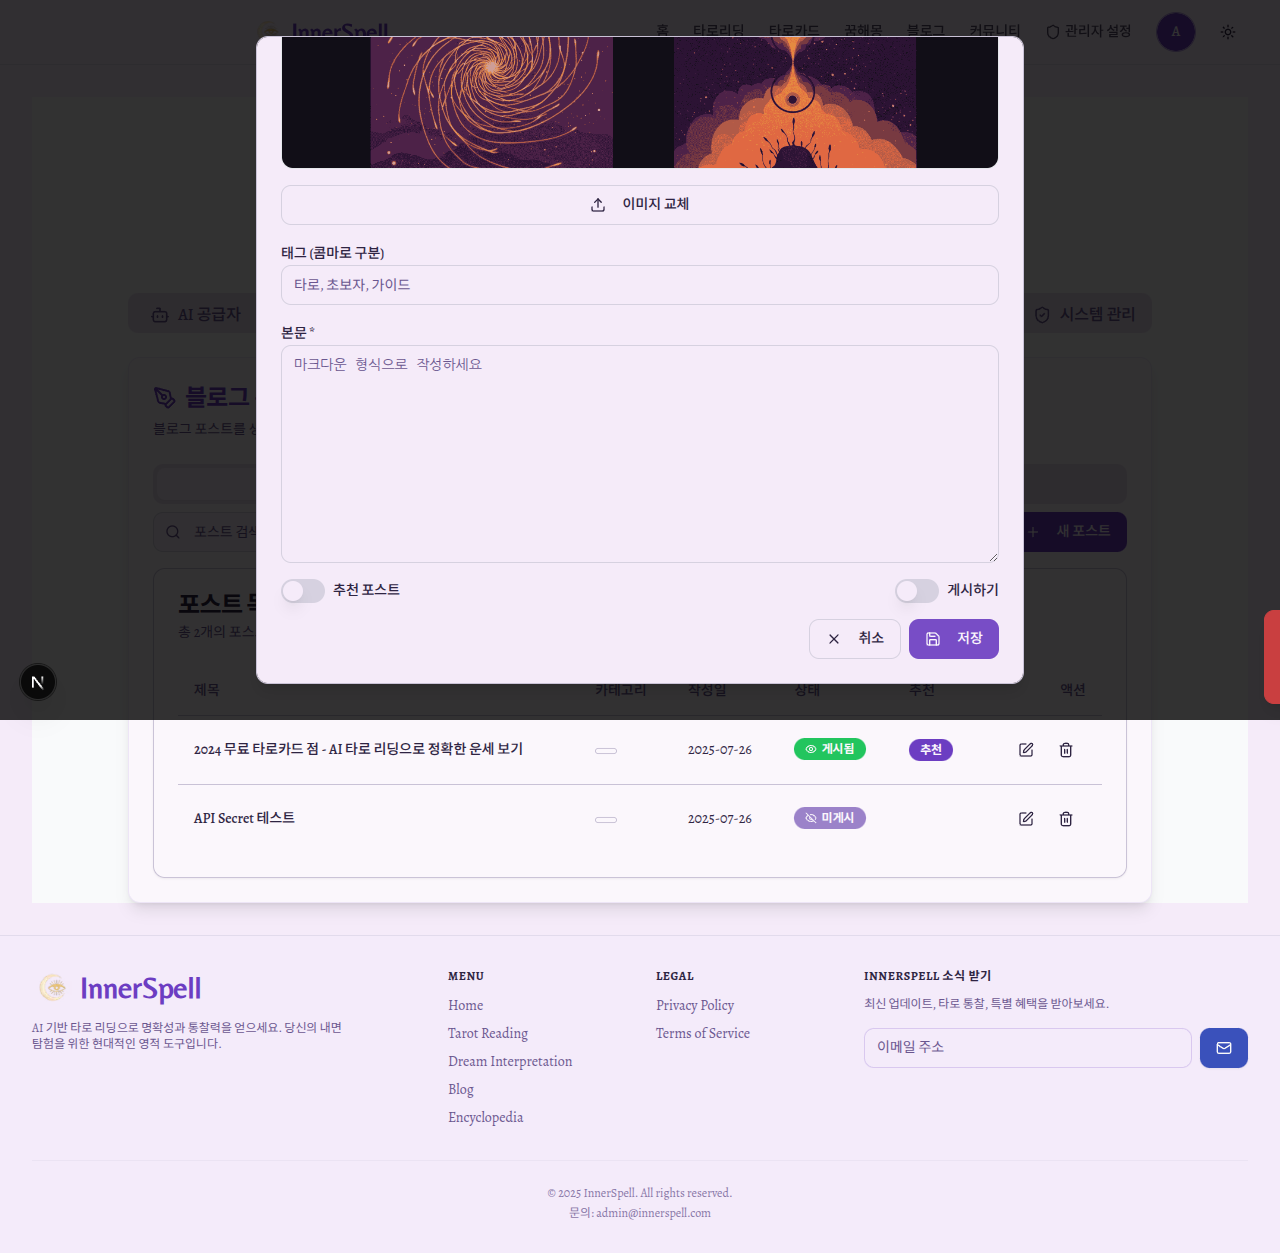 InnerSpell
홈 타로리딩 타로카드 꿈해몽 블로그 커뮤니티 관리자 설정 A
이미지 교체
태그 (콤마로 구분)
타로, 초보자, 가이드
AI 공급자
시스템 관리
본문 *
마크다운 형식으로 작성하세요
블로그
블로그 포스트를
포스트 검색
새 포스트
추천 포스트
게시하기
포스트
총 2개의 포스
취소
저장
N
제목 카테고리 작성일 상태 추천 액션
2024 무료 타로카드 점 - AI 타로 리딩으로 정확한 운세 보기 2025-07-26 게시됨 추천
API Secret 테스트 2025-07-26 미게시
InnerSpell
AI 기반 타로 리딩으로 명확성과 통찰력을 얻으세요. 당신의 내면
탐험을 위한 현대적인 영적 도구입니다.
MENU
Home
Tarot Reading
Dream Interpretation
Blog
Encyclopedia
LEGAL
Privacy Policy
Terms of Service
INNERSPELL 소식 받기
최신 업데이트, 타로 통찰, 특별 혜택을 받아보세요.
이메일 주소
© 2025 InnerSpell. All rights reserved.
문의: admin@innerspell.com